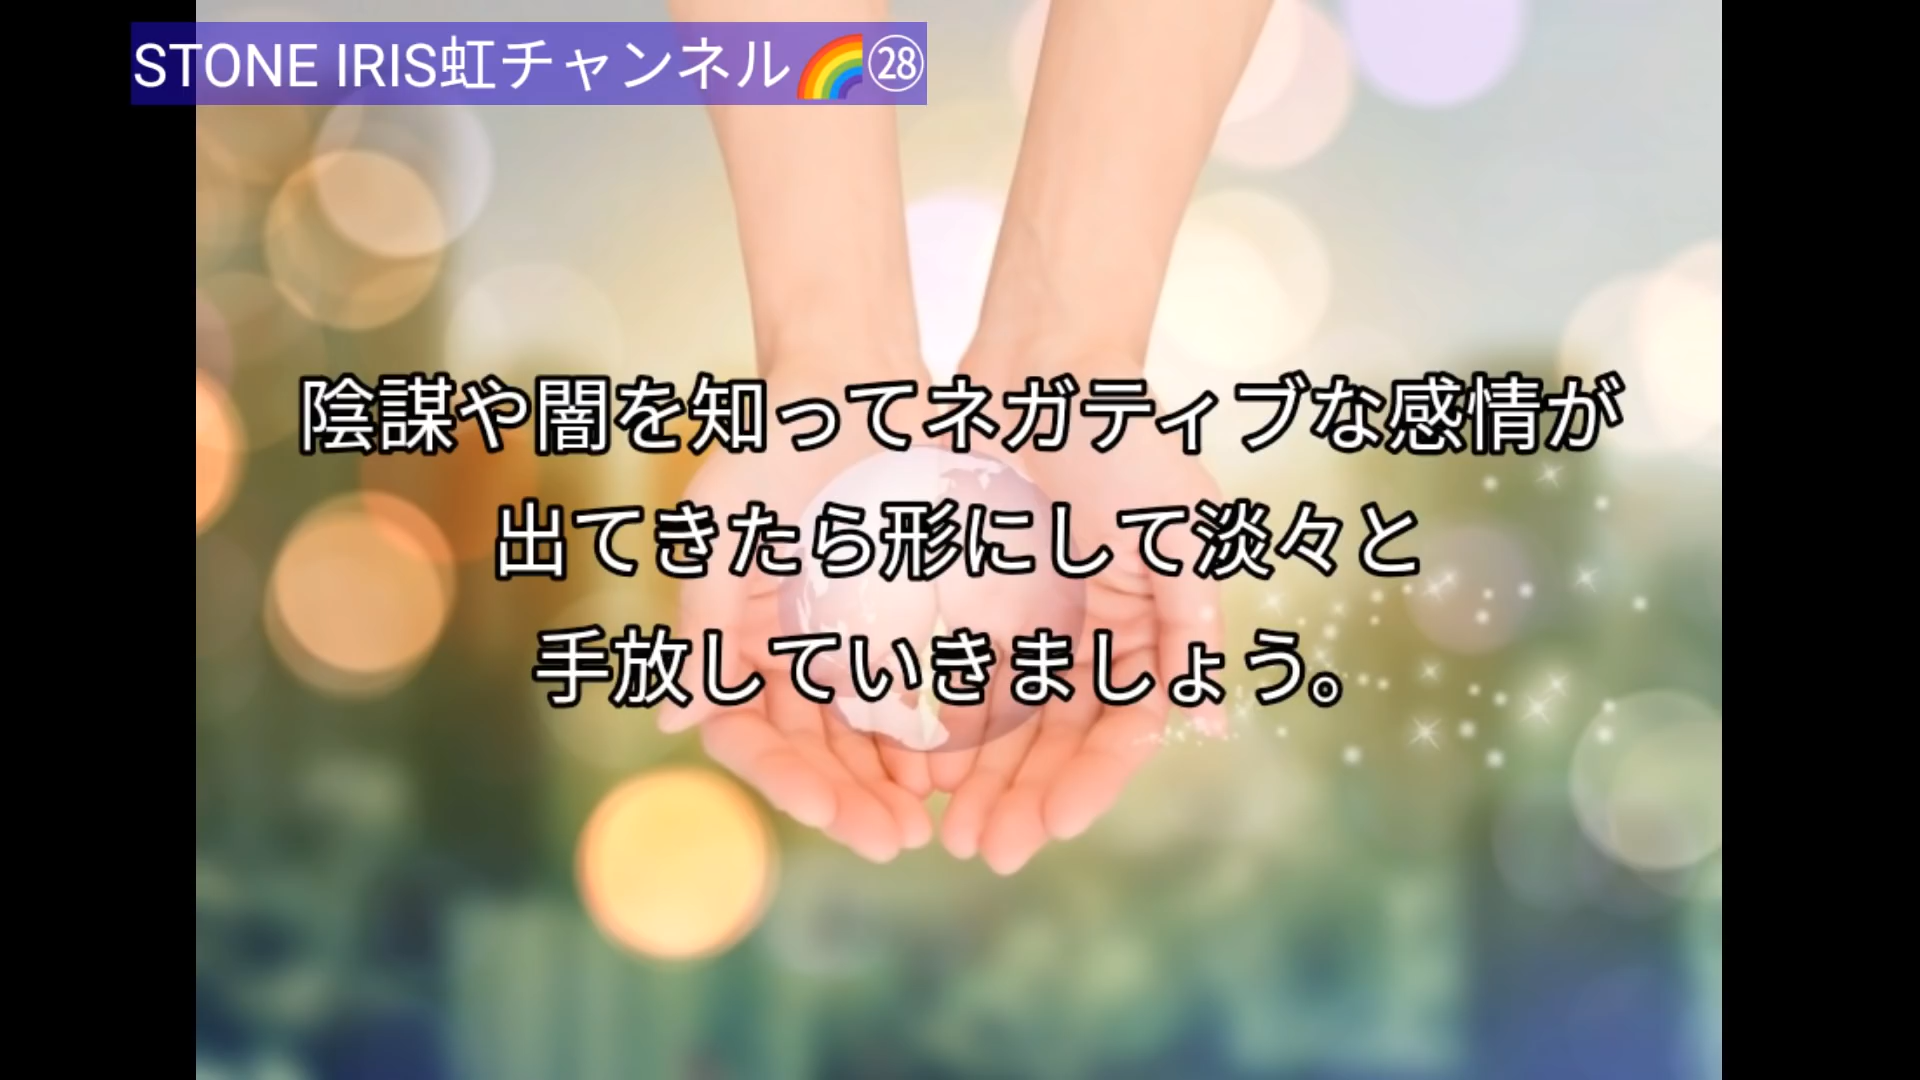 STONE IRIS虹チャンネル🌈㉘
陰謀や闇を知ってネガティブな感情が
出てきたら形にして淡々と
手放していきましょう。